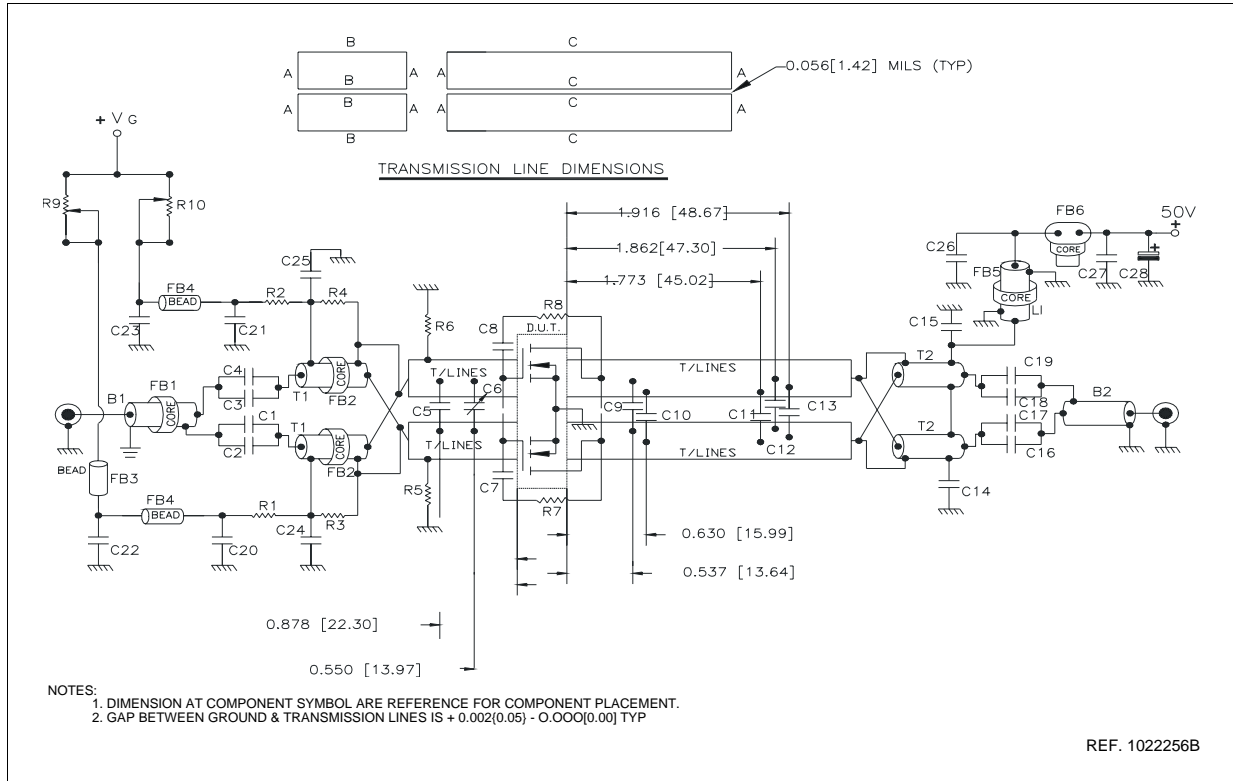 B
C
A
A
A
A
0.056[1.42] MILS (TYP)
B
C
A
B
A
A
C
A
B
C
+ V G
TRANSMISSION LINE DIMENSIONS
R9
R10
1.916 [48.67]
1.862[47.30]
1.773 [45.02]
FB6
50V
+
C26
FB5
C27
C28
+
CORE
CORE
L1
C25
FB4
BEAD
R2
R4
C23
C21
R6
C8
R8
D.U.T.
C15
C4
C3
T1
CORE
FB2
T/LINES
T/LINES
T2
C19
C18
B1
FB1
CORE
C1
C2
T1
CORE
FB2
C5
C6
C9
C10
C11
C13
C12
C17
C16
T2
B2
T/LINES
T/LINES
BEAD
FB3
FB4
BEAD
R1
R3
R5
C7
R7
C14
C22
C20
C24
0.630 [15.99]
0.537 [13.64]
0.878 [22.30]
0.550 [13.97]
NOTES:
1. DIMENSION AT COMPONENT SYMBOL ARE REFERENCE FOR COMPONENT PLACEMENT.
2. GAP BETWEEN GROUND & TRANSMISSION LINES IS + 0.002{0.05} - O.OOO[0.00] TYP
REF. 1022256B